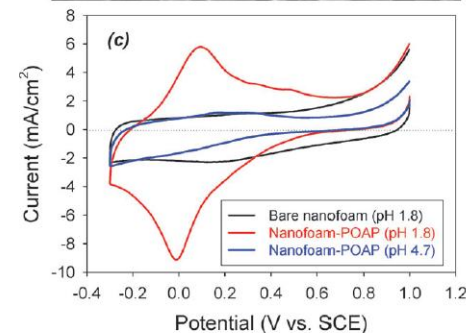 (c)
8
6
4
2
0
-2
-4
-6
-8
-10
Current (mA/cm²)
Bare nanofoam (pH 1.8)
Nanofoam-POAP (pH 1.8)
Nanofoam-POAP (pH 4.7)
-0.4 -0.2 0.0 0.2 0.4 0.6 0.8 1.0 1.2
Potential (V vs. SCE)